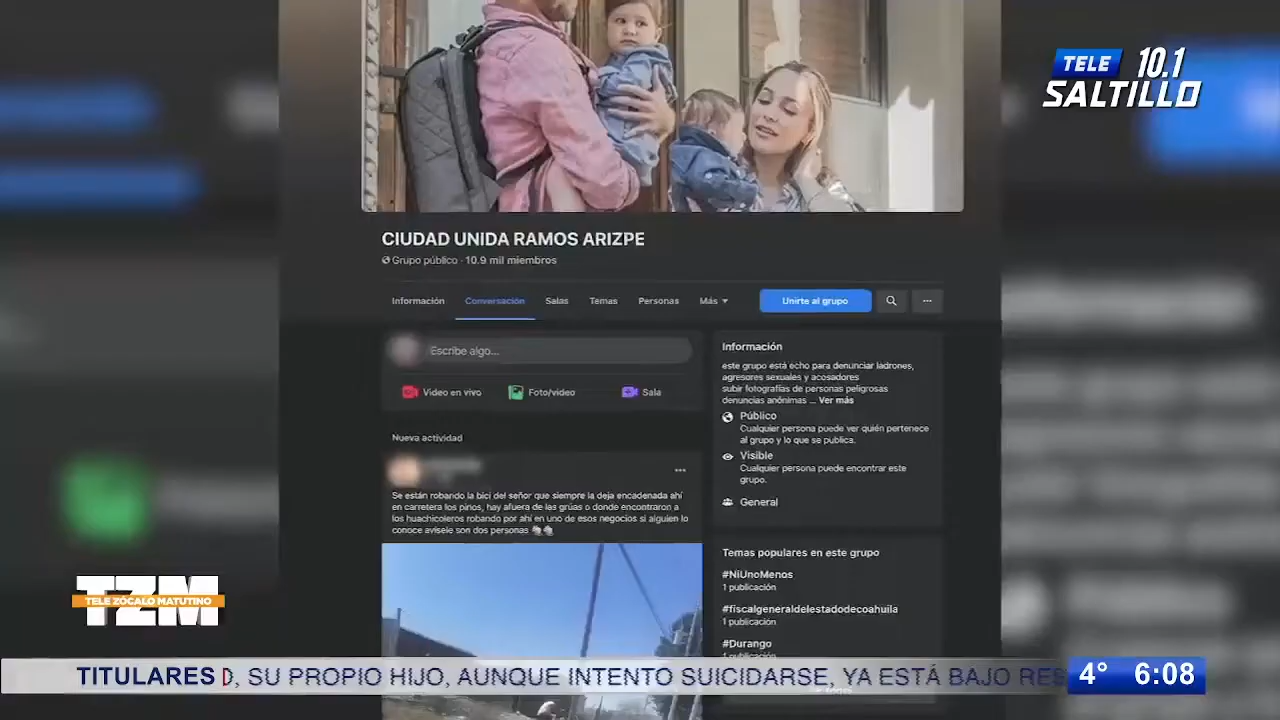 TELE 10.1
SALTILLO
CIUDAD UNIDA RAMOS ARIZPE
Grupo público · 10.9 mil miembros
Información
Conversación
Salas
Temas
Personas
Más
Unirte al grupo
...
Escribe algo...
Video en vivo
Foto/video
Sala
Nueva actividad
...
Se están robando la bici del señor que siempre la deja encadenada ahí
en carretera los pinos, hay afuera de las grúas o donde encontraron a
los huachicoleros robando por ahí en uno de esos negocios si alguien lo
conoce avisele son dos personas
Información
este grupo está echo para denunciar ladrones,
agresores sexuales y acosadores
subir fotografías de personas peligrosas
denuncias anónimas ... Ver más
Público
Cualquier persona puede ver quién pertenece
al grupo y lo que se publica.
Visible
Cualquier persona puede encontrar este
grupo.
General
Temas populares en este grupo
#NiUnoMenos
1 publicación
#fiscalgeneraldelestadodecoahuila
1 publicación
#Durango
1 publicación
TZM
TELE ZÓCALO MATUTINO
TITULARES
, SU PROPIO HIJO, AUNQUE INTENTO SUICIDARSE, YA ESTÁ BAJO RES
4° 6:08